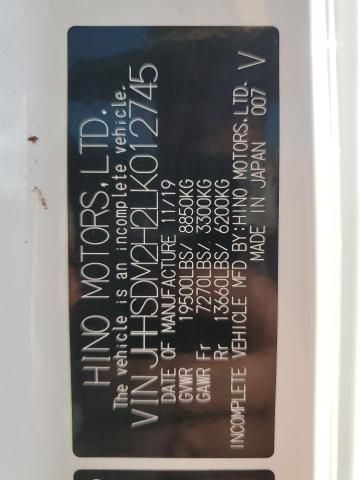 HINO MOTORS, LTD.
The vehicle is an incomplete vehicle.
VIN JHHSDM2H2LK012745
DATE OF MANUFACTURE 11/19
GVWR 19500LBS/ 8850KG
GAWR Fr 7270LBS/ 3300KG
Rr 13660LBS/ 6200KG
INCOMPLETE VEHICLE MFD BY:HINO MOTORS,LTD.
MADE IN JAPAN
007 V